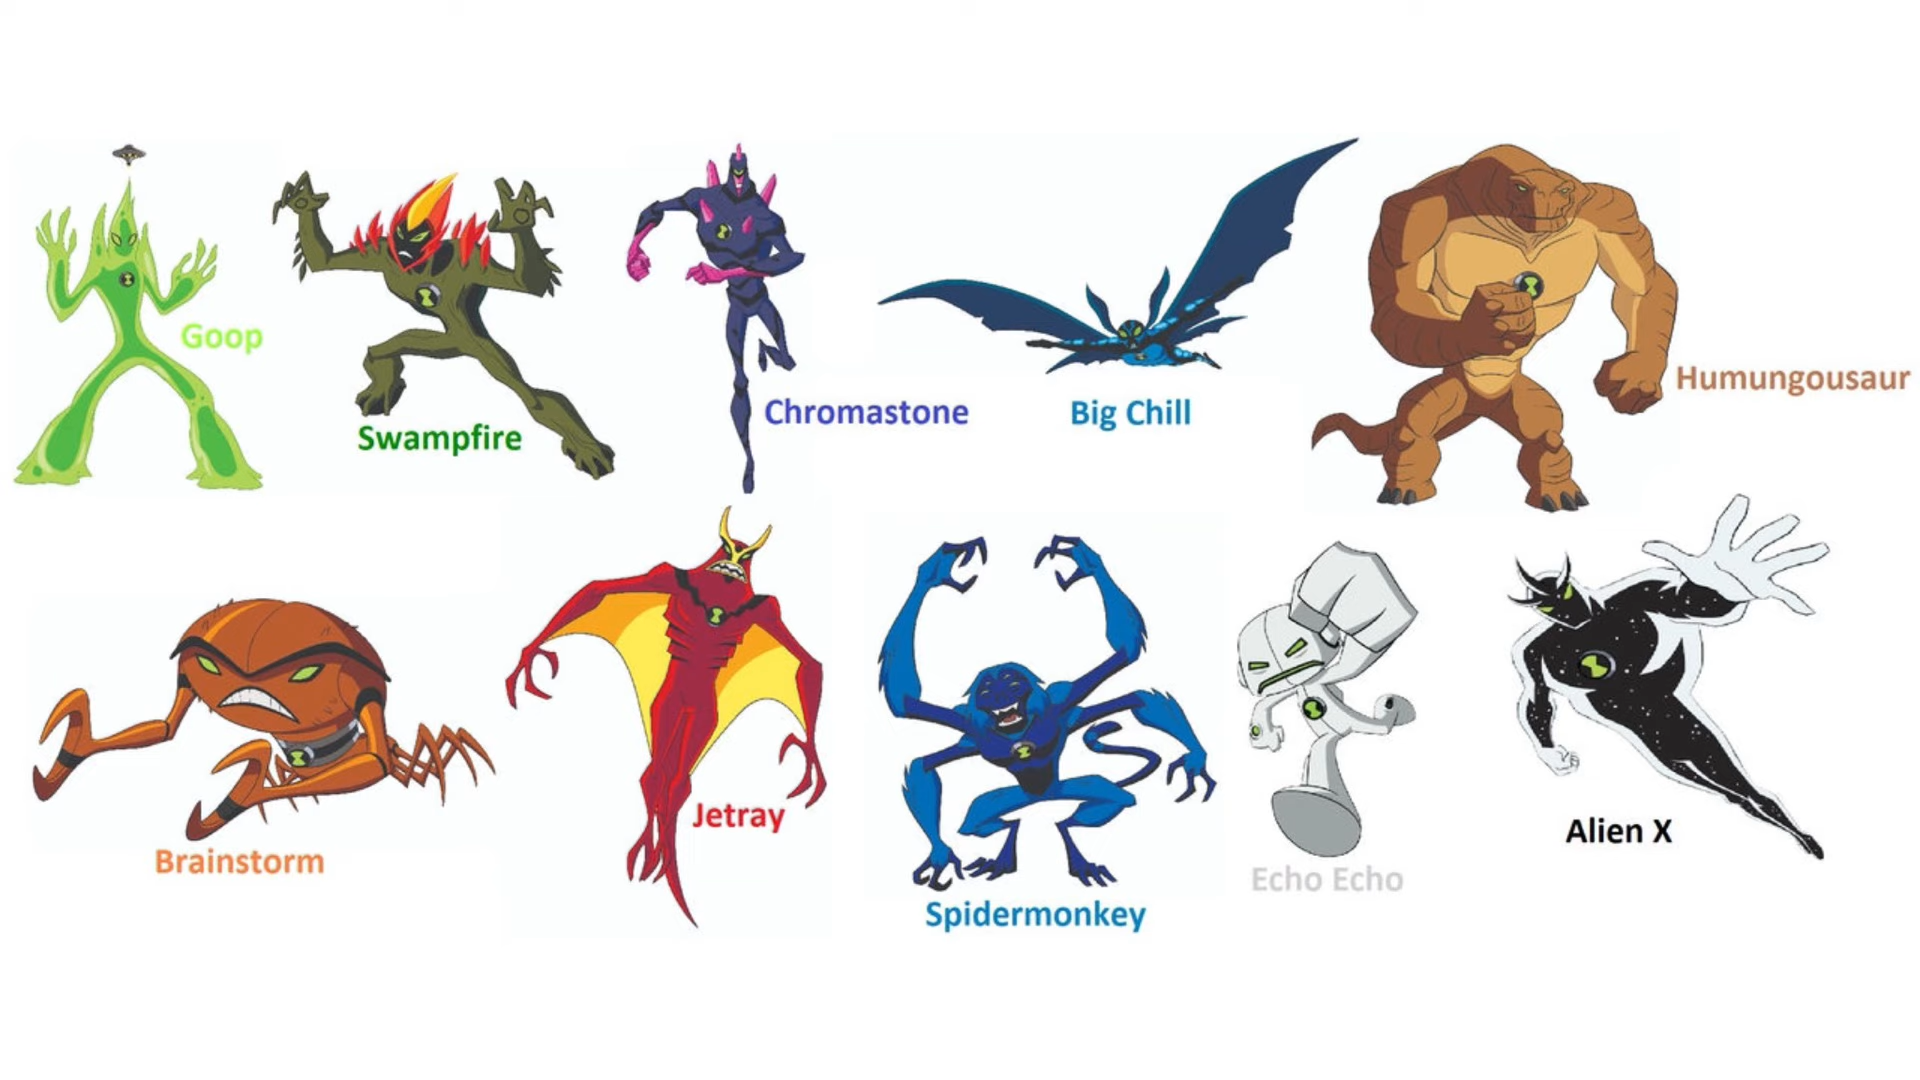 Goop
Swampfire
Chromastone
Big Chill
Humungousaur
Brainstorm
Jetray
Spidermonkey
Echo Echo
Alien X